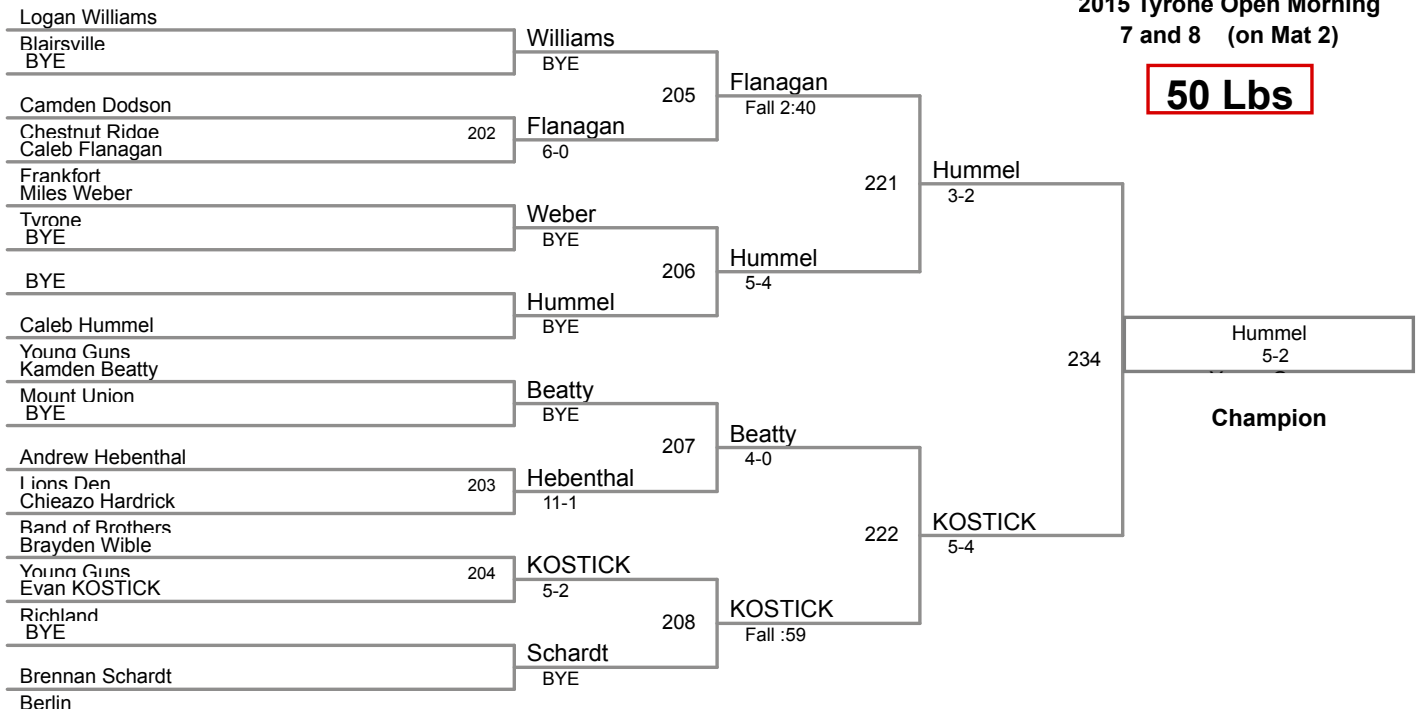 2015 Tyrone Open Morning
7 and 8 (on Mat 2)
50 Lbs
Logan Williams
Blairsville
BYE
Camden Dodson
Chestnut Ridge
Caleb Flanagan
Frankfort
Miles Weber
Tyrone
BYE
BYE
Caleb Hummel
Young Guns
Kamden Beatty
Mount Union
BYE
Andrew Hebenthal
Lions Den
Chieazo Hardrick
Band of Brothers
Brayden Wible
Young Guns
Evan KOSTICK
Richland
BYE
Brennan Schardt
Berlin
202
203
204
Williams
BYE
Flanagan
6-0
Weber
BYE
Hummel
BYE
Beatty
BYE
Hebenthal
11-1
KOSTICK
5-2
Schardt
BYE
205
206
207
208
Flanagan
Fall 2:40
Hummel
5-4
Beatty
4-0
KOSTICK
Fall :59
221
222
Hummel
3-2
KOSTICK
5-4
234
Hummel
5-2
Champion